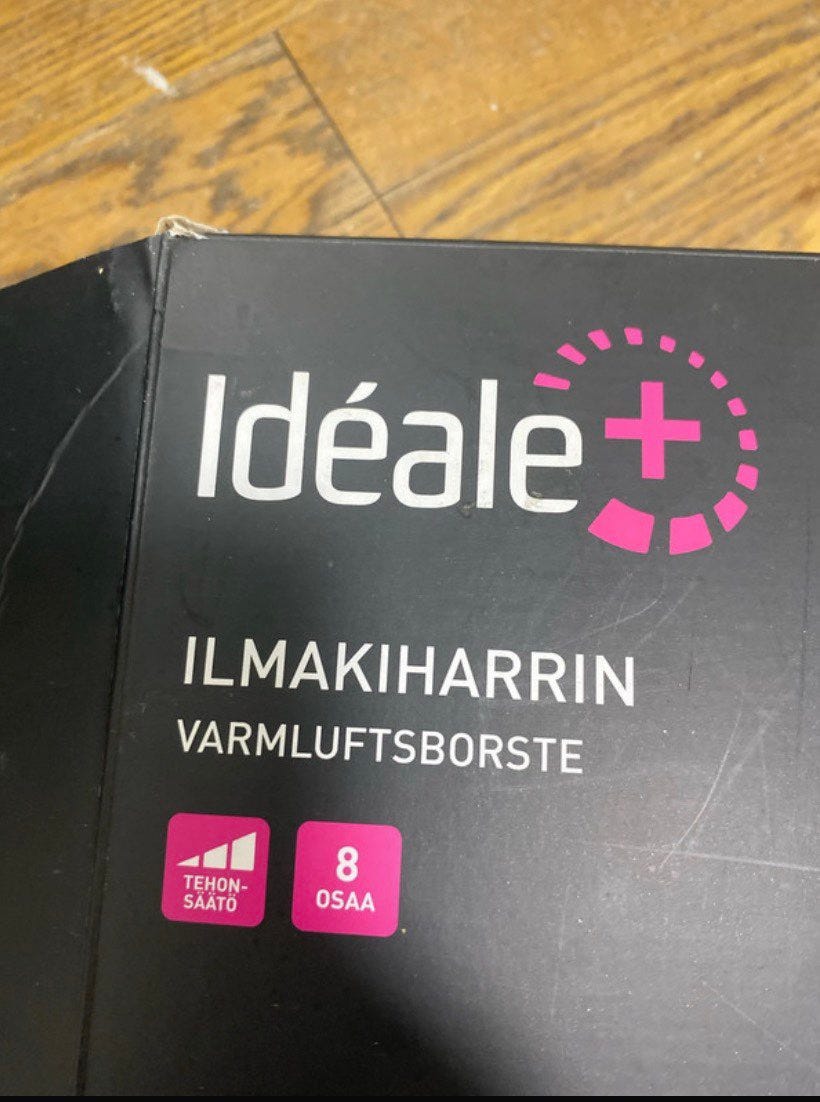 Idéale+
ILMAKIHARRIN
VARMLUFTSBORSTE
TEHON-
SÄÄTÖ
8
OSAA